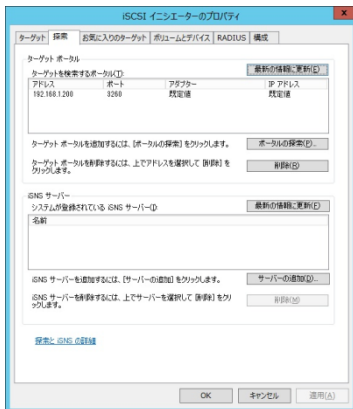 iSCSI イニシエーターのプロパティ
ターゲット 探索 お気に入りのターゲット ボリュームとデバイス RADIUS 構成
ターゲット ポータル
ターゲットを検索するポータル(T):
最新の情報に更新(E)
アドレス ポート アダプター IP アドレス
192.168.1.200 3260 既定値 既定値
ターゲット ポータルを追加するには、[ポータルの探索] をクリックします。
ポータルの探索(P)...
ターゲット ポータルを削除するには、上でアドレスを選択して [削除] を
クリックします。
削除(R)
iSNS サーバー
システムが登録されている iSNS サーバー(I):
最新の情報に更新(F)
名前
iSNS サーバーを追加するには、[サーバーの追加] をクリックします。
サーバーの追加(D)...
iSNS サーバーを削除するには、上でサーバーを選択して [削除] をクリ
ックします。
削除(M)
探索と iSNS の詳細
OK キャンセル 適用(A)